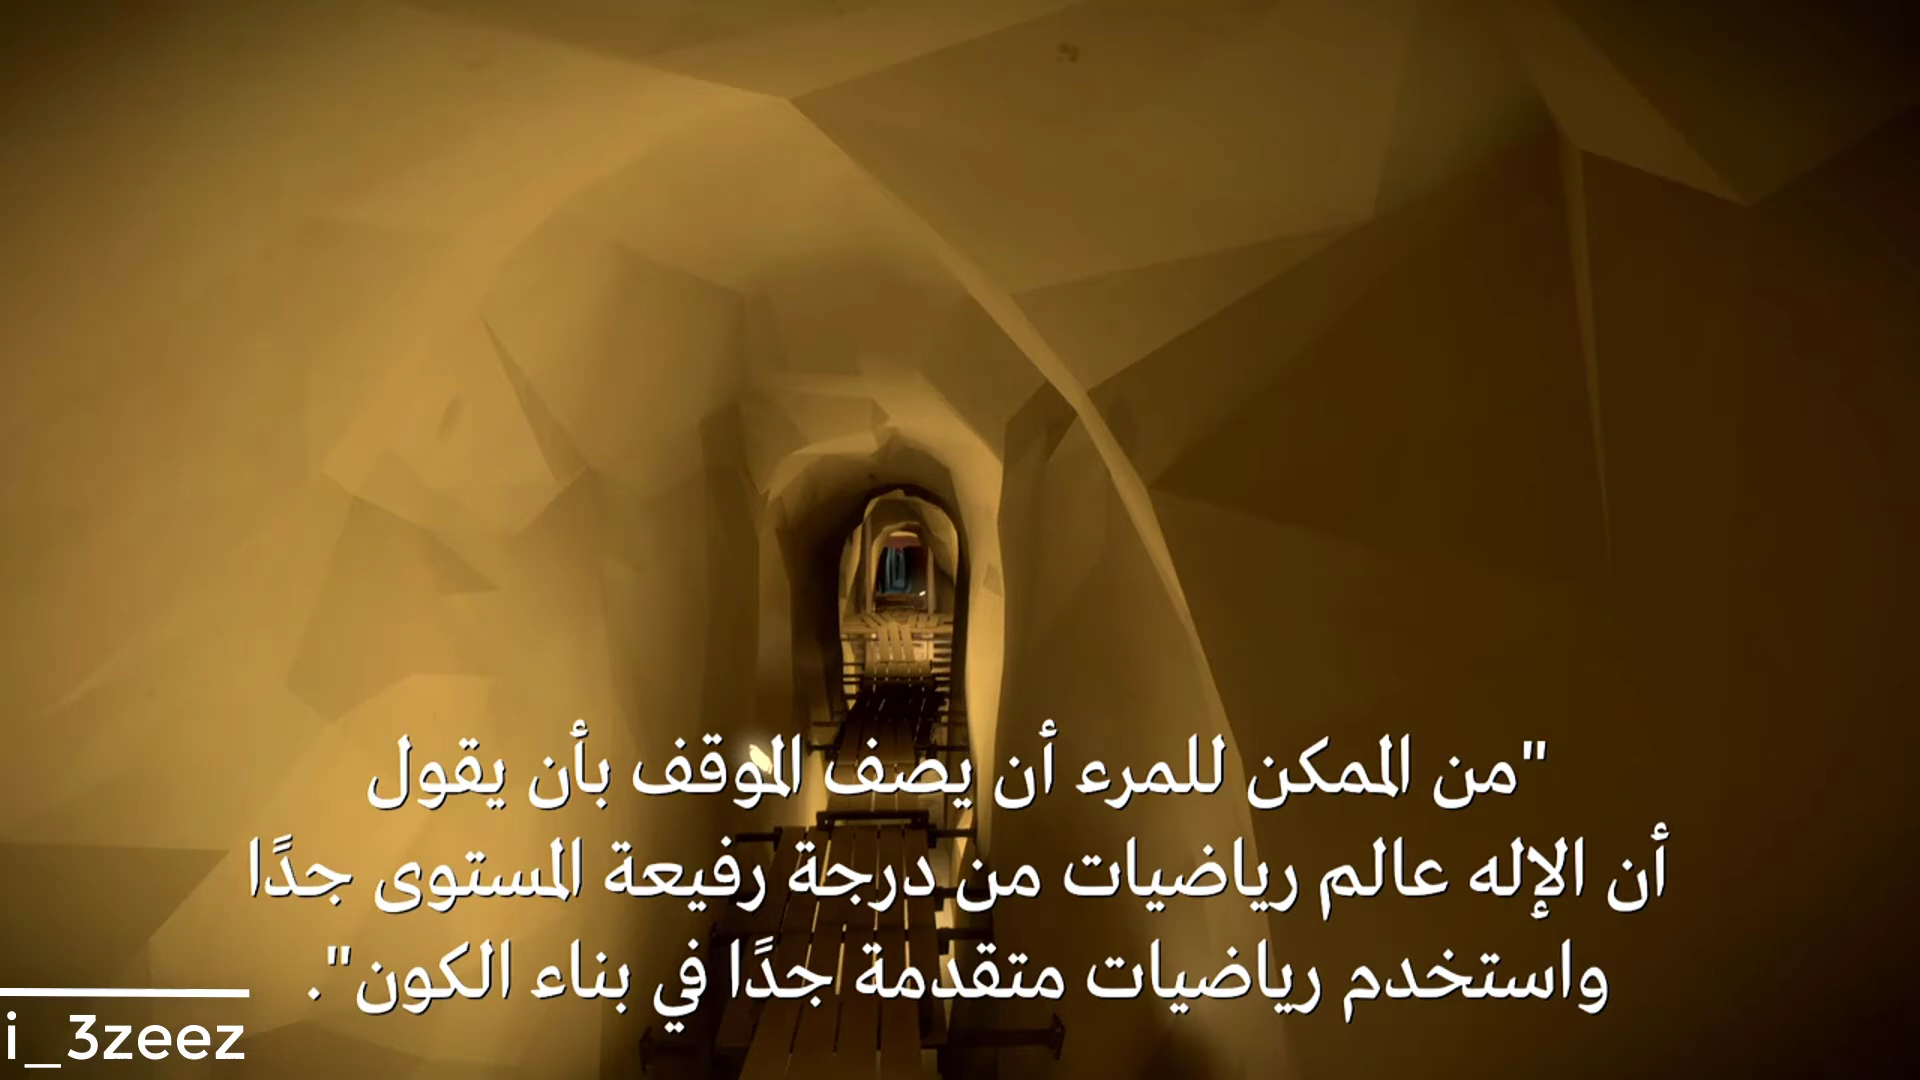 "من الممكن للمرء أن يصف الموقف بأن يقول
أن الإله عالم رياضيات من درجة رفيعة المستوى جدًا
واستخدم رياضيات متقدمة جدًا في بناء الكون".
i_3zeez